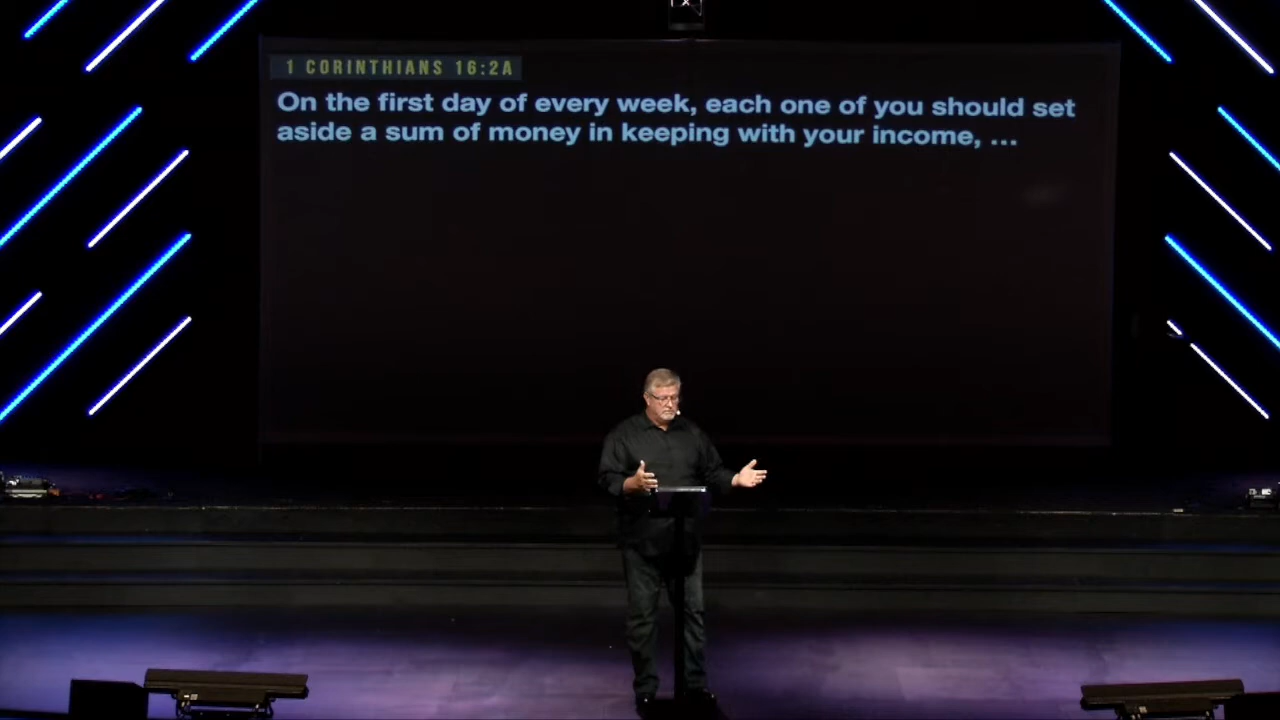 1 CORINTHIANS 16:2A
On the first day of every week, each one of you should set
aside a sum of money in keeping with your income, ...